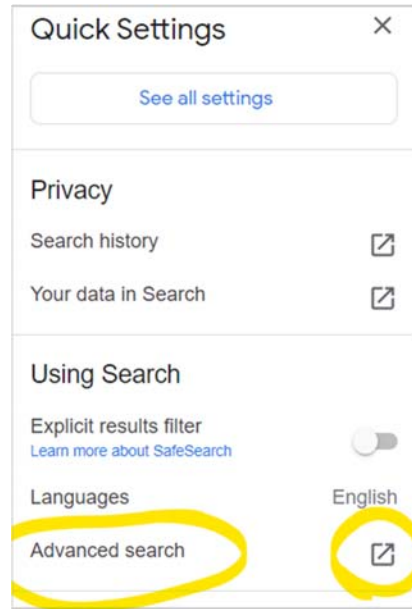 Quick Settings
See all settings
Privacy
Search history
Your data in Search
Using Search
Explicit results filter
Learn more about SafeSearch
Languages English
Advanced search